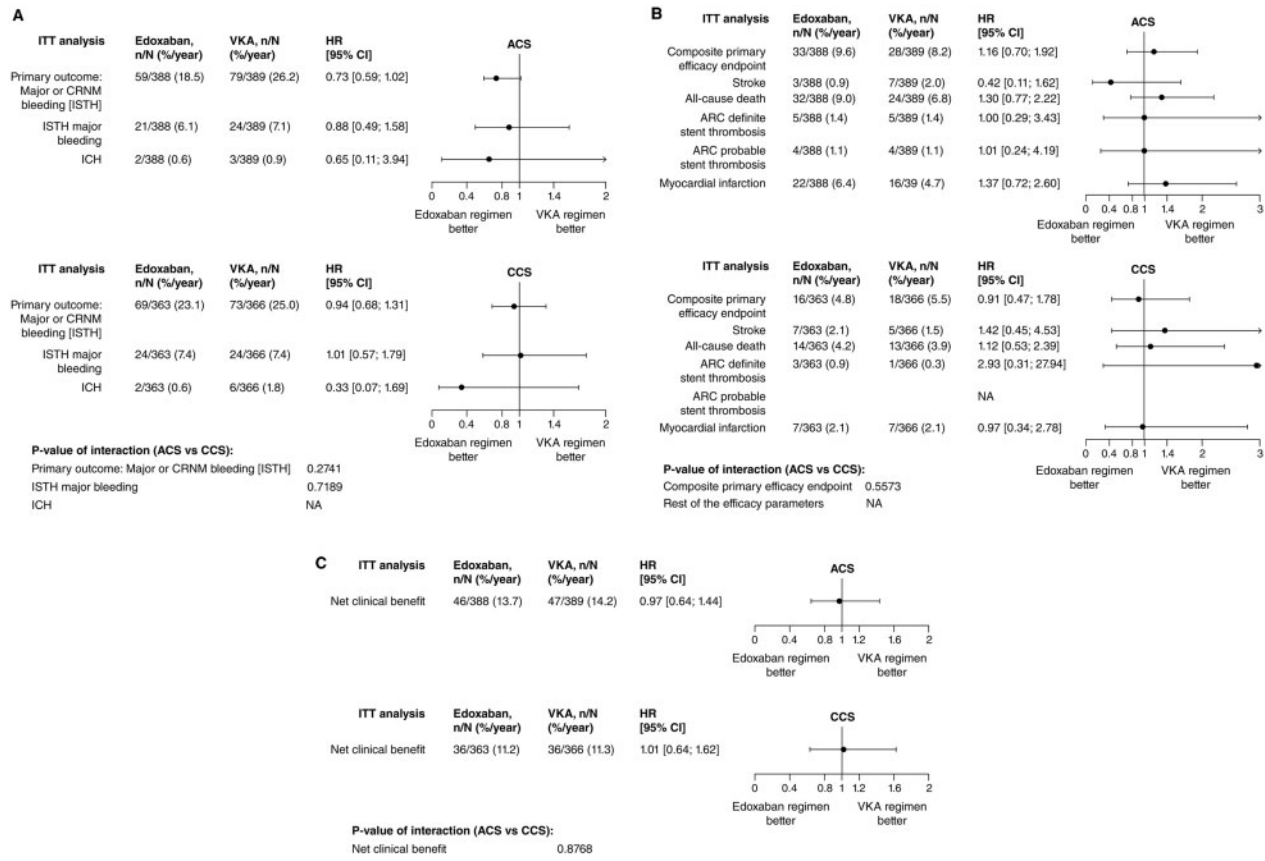 A
ITT analysis Edoxaban, n/N (%/year) VKA, n/N (%/year) HR [95% CI]
ACS
Primary outcome: Major or CRNM bleeding [ISTH] 59/388 (18.5) 79/389 (26.2) 0.73 [0.59; 1.02]
ISTH major bleeding 21/388 (6.1) 24/389 (7.1) 0.88 [0.49; 1.58]
ICH 2/388 (0.6) 3/389 (0.9) 0.65 [0.11; 3.94]
0 0.4 0.8 1 1.4 2
Edoxaban regimen better VKA regimen better
ITT analysis Edoxaban, n/N (%/year) VKA, n/N (%/year) HR [95% CI]
CCS
Primary outcome: Major or CRNM bleeding [ISTH] 69/363 (23.1) 73/366 (25.0) 0.94 [0.68; 1.31]
ISTH major bleeding 24/363 (7.4) 24/366 (7.4) 1.01 [0.57; 1.79]
ICH 2/363 (0.6) 6/366 (1.8) 0.33 [0.07; 1.69]
0 0.4 0.8 1 1.4 2
Edoxaban regimen better VKA regimen better
P-value of interaction (ACS vs CCS):
Primary outcome: Major or CRNM bleeding [ISTH] 0.2741
ISTH major bleeding 0.7189
ICH NA
B
ITT analysis Edoxaban, n/N (%/year) VKA, n/N (%/year) HR [95% CI]
ACS
Composite primary efficacy endpoint 33/388 (9.6) 28/389 (8.2) 1.16 [0.70; 1.92]
Stroke 3/388 (0.9) 7/389 (2.0) 0.42 [0.11; 1.62]
All-cause death 32/388 (9.0) 24/389 (6.8) 1.30 [0.77; 2.22]
ARC definite stent thrombosis 5/388 (1.4) 5/389 (1.4) 1.00 [0.29; 3.43]
ARC probable stent thrombosis 4/388 (1.1) 4/389 (1.1) 1.01 [0.24; 4.19]
Myocardial infarction 22/388 (6.4) 16/39 (4.7) 1.37 [0.72; 2.60]
0 0.4 0.8 1 1.4 2 3
Edoxaban regimen better VKA regimen better
ITT analysis Edoxaban, n/N (%/year) VKA, n/N (%/year) HR [95% CI]
CCS
Composite primary efficacy endpoint 16/363 (4.8) 18/366 (5.5) 0.91 [0.47; 1.78]
Stroke 7/363 (2.1) 5/366 (1.5) 1.42 [0.45; 4.53]
All-cause death 14/363 (4.2) 13/366 (3.9) 1.12 [0.53; 2.39]
ARC definite stent thrombosis 3/363 (0.9) 1/366 (0.3) 2.93 [0.31; 27.94]
ARC probable stent thrombosis NA
Myocardial infarction 7/363 (2.1) 7/366 (2.1) 0.97 [0.34; 2.78]
0 0.4 0.8 1 1.4 2 3
Edoxaban regimen better VKA regimen better
P-value of interaction (ACS vs CCS):
Composite primary efficacy endpoint 0.5573
Rest of the efficacy parameters NA
C
ITT analysis Edoxaban, n/N (%/year) VKA, n/N (%/year) HR [95% CI]
ACS
Net clinical benefit 46/388 (13.7) 47/389 (14.2) 0.97 [0.64; 1.44]
0 0.4 0.8 1 1.2 1.6 2
Edoxaban regimen better VKA regimen better
ITT analysis Edoxaban, n/N (%/year) VKA, n/N (%/year) HR [95% CI]
CCS
Net clinical benefit 36/363 (11.2) 36/366 (11.3) 1.01 [0.64; 1.62]
0 0.4 0.8 1 1.2 1.6 2
Edoxaban regimen better VKA regimen better
P-value of interaction (ACS vs CCS):
Net clinical benefit 0.8768